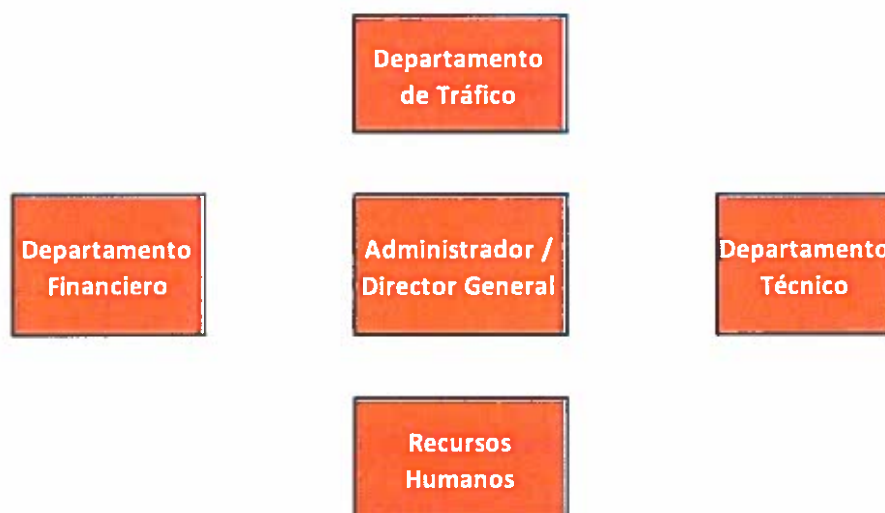 Departamento
de Tráfico
Departamento
Financiero
Administrador /
Director General
Departamento
Técnico
Recursos
Humanos